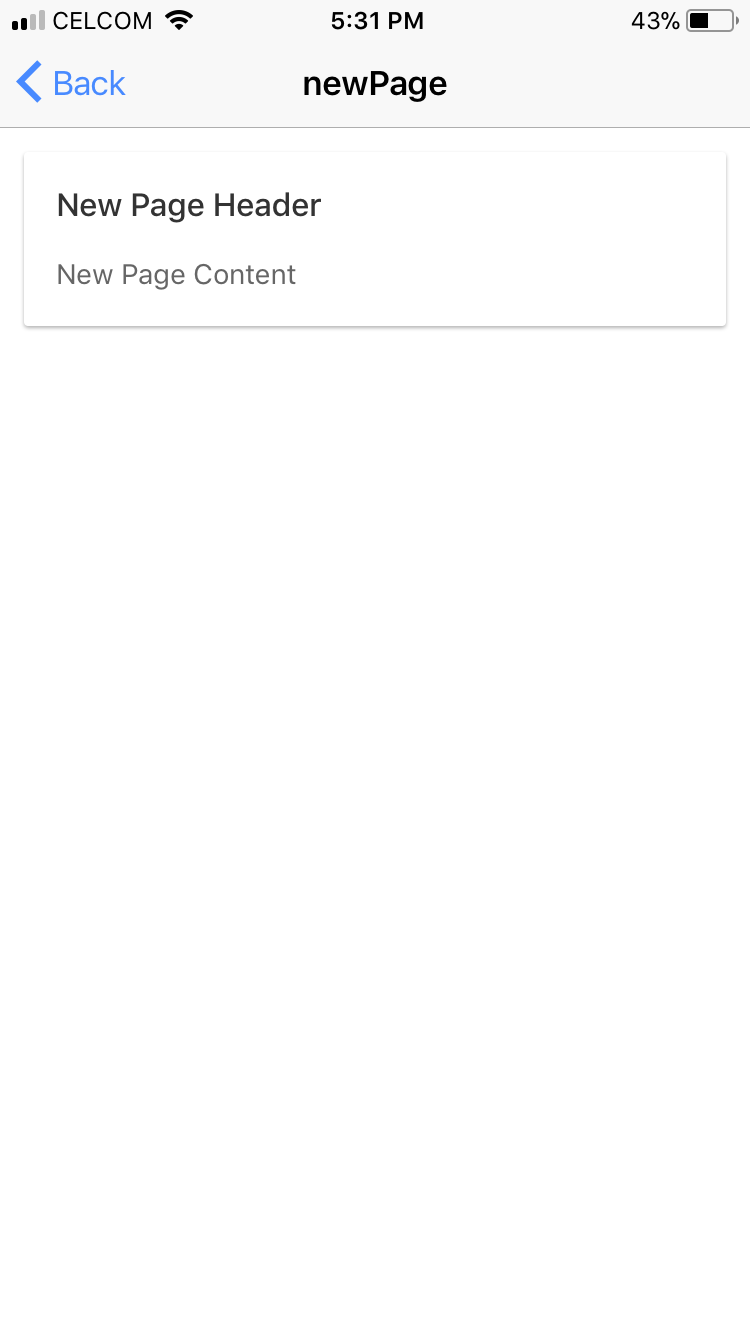 CELCOM 5:31 PM 43%
Back newPage
New Page Header
New Page Content